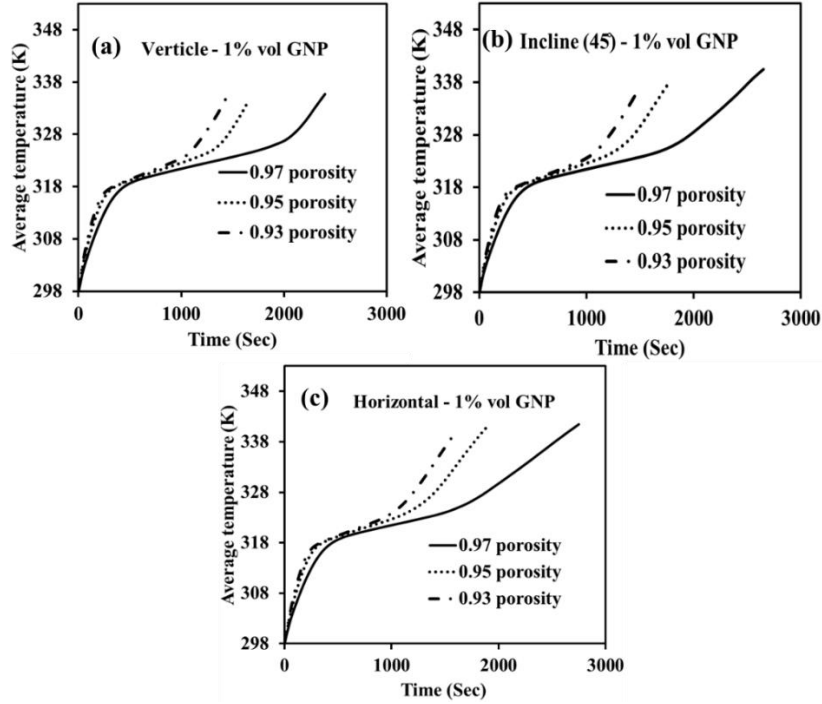 (a) Verticle - 1% vol GNP
Average temperature (K)
348
338
328
318
308
298
0.97 porosity
0.95 porosity
0.93 porosity
0 1000 2000 3000
Time (Sec)
(b) Incline (45) - 1% vol GNP
Average temperature (K)
348
338
328
318
308
298
0.97 porosity
0.95 porosity
0.93 porosity
0 1000 2000 3000
Time (Sec)
(c) Horizontal - 1% vol GNP
Average temperature (K)
348
338
328
318
308
298
0.97 porosity
0.95 porosity
0.93 porosity
0 1000 2000 3000
Time (Sec)